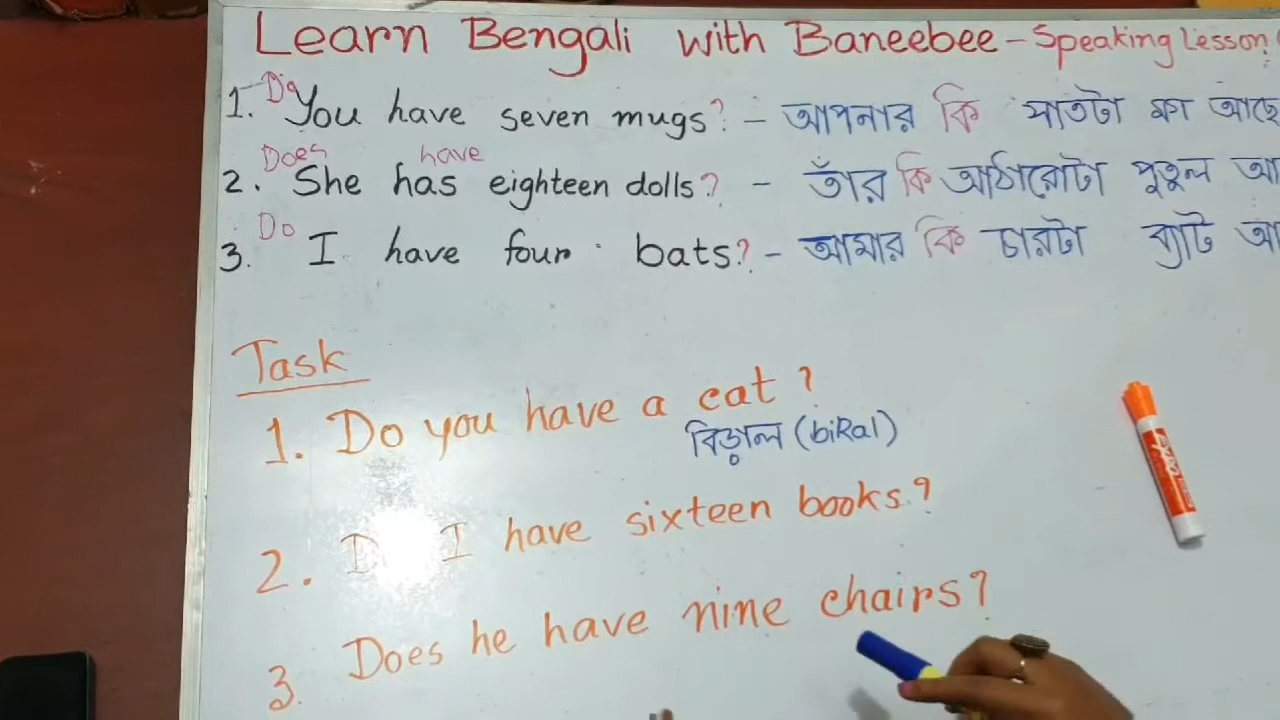 Learn Bengali with Baneebee - Speaking Lesson
1. Do You have seven mugs? - আপনার কি সাতটা মগ আছে
Does have
2. She has eighteen dolls? - তাঁর কি আঠারোটা পুতুল আ
Do
3. I have four bats? - আমার কি চারটা ব্যাট আ
Task
1. Do you have a cat?
বিড়াল (biRal)
2. D I have sixteen books?
3. Does he have nine chairs?